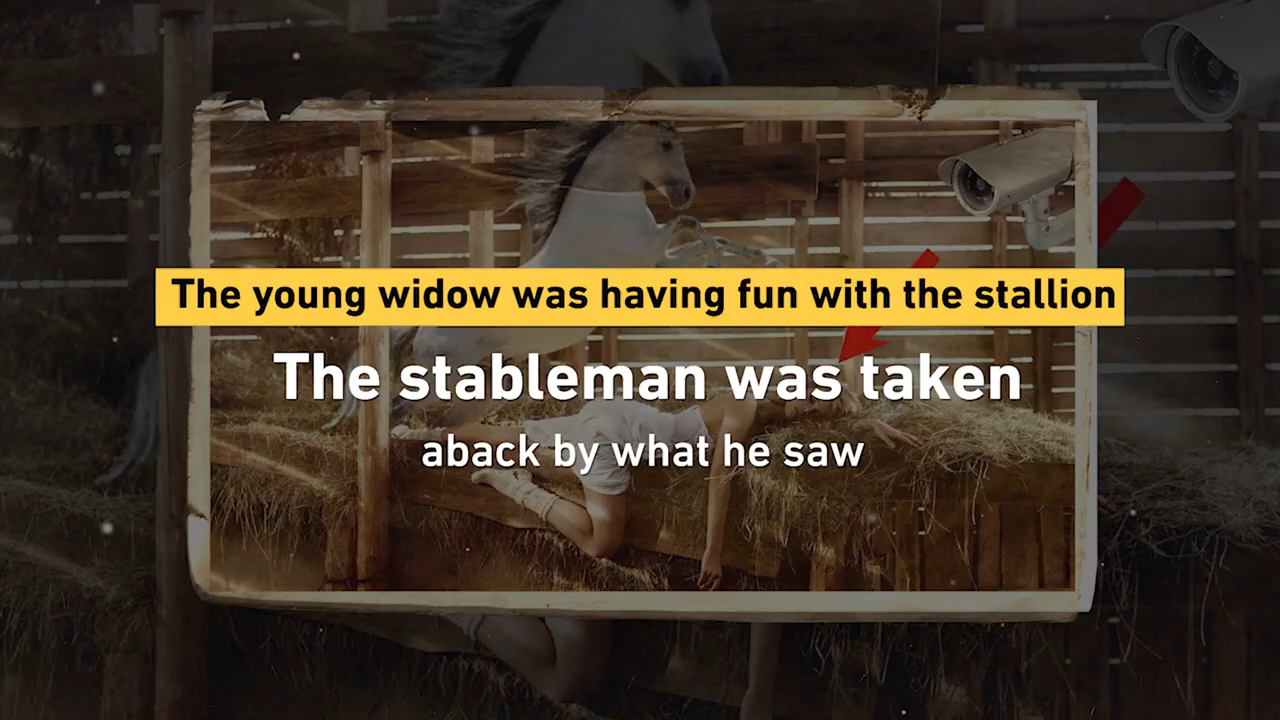 The young widow was having fun with the stallion
The stableman was taken
aback by what he saw